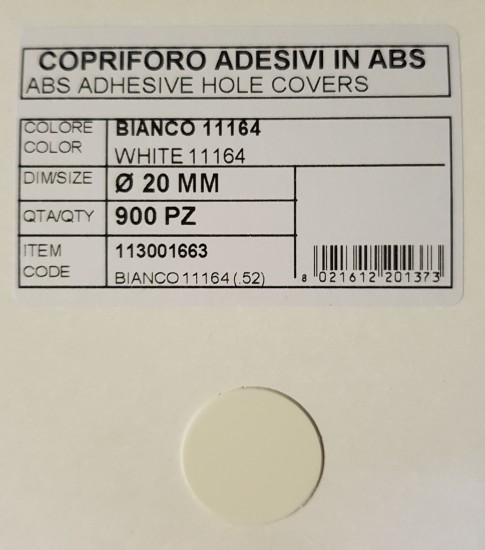 COPRIFORO ADESIVI IN ABS
ABS ADHESIVE HOLE COVERS
COLORE BIANCO 11164
COLOR WHITE 11164
DIM/SIZE Ø 20 MM
QTA/QTY 900 PZ
ITEM 113001663
CODE BIANCO 11164 (.52)
8 021612 201373